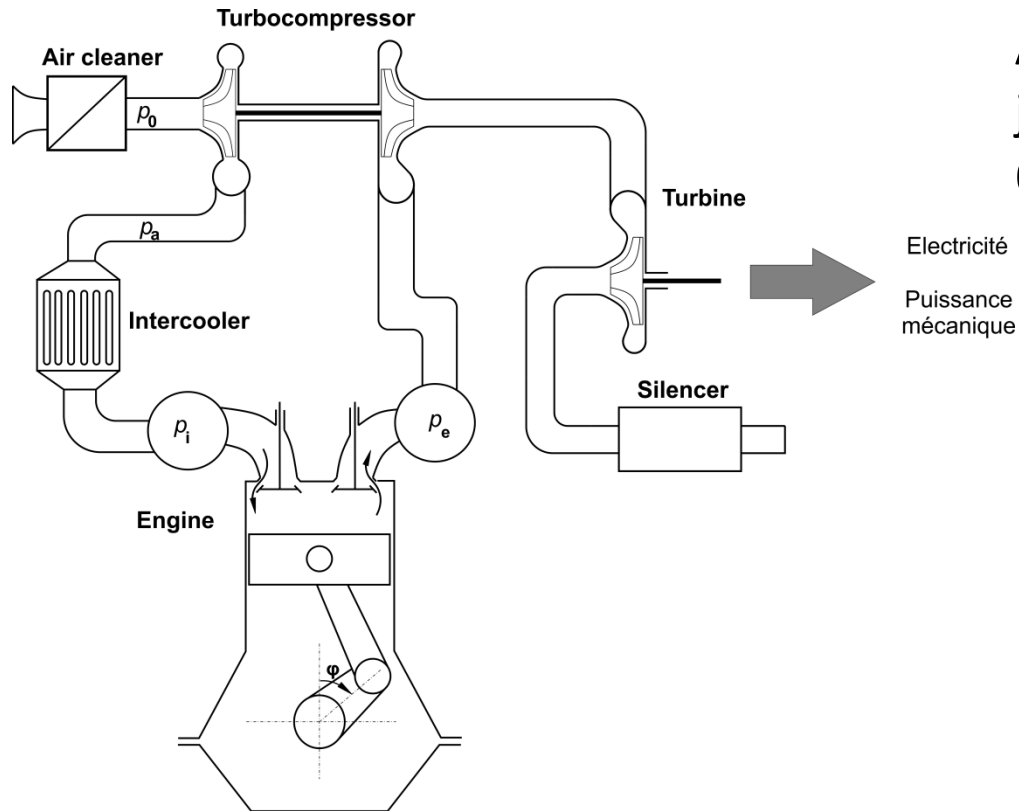 Turbocompressor
Air cleaner
p0
pa
Turbine
Electricité
Puissance
mécanique
Intercooler
Silencer
pi
pe
Engine
φ